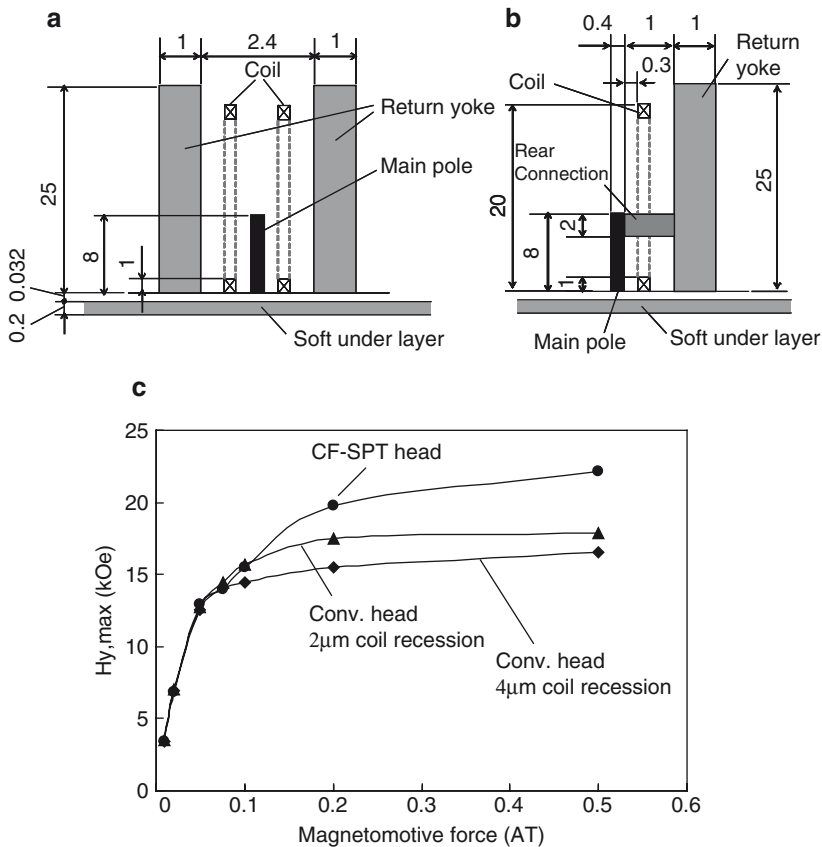 a
1
2.4
1
Coil
Return yoke
Main pole
25
8
1
0.032
0.2
Soft under layer
b
0.4
1
1
0.3
Return
yoke
Coil
Rear
Connection
20
8
2
1
25
Main pole
Soft under layer
c
Hy,max (kOe)
25
20
15
10
5
0
CF-SPT head
Conv. head
2μm coil recession
Conv. head
4μm coil recession
0
0.1
0.2
0.3
0.4
0.5
0.6
Magnetomotive force (AT)